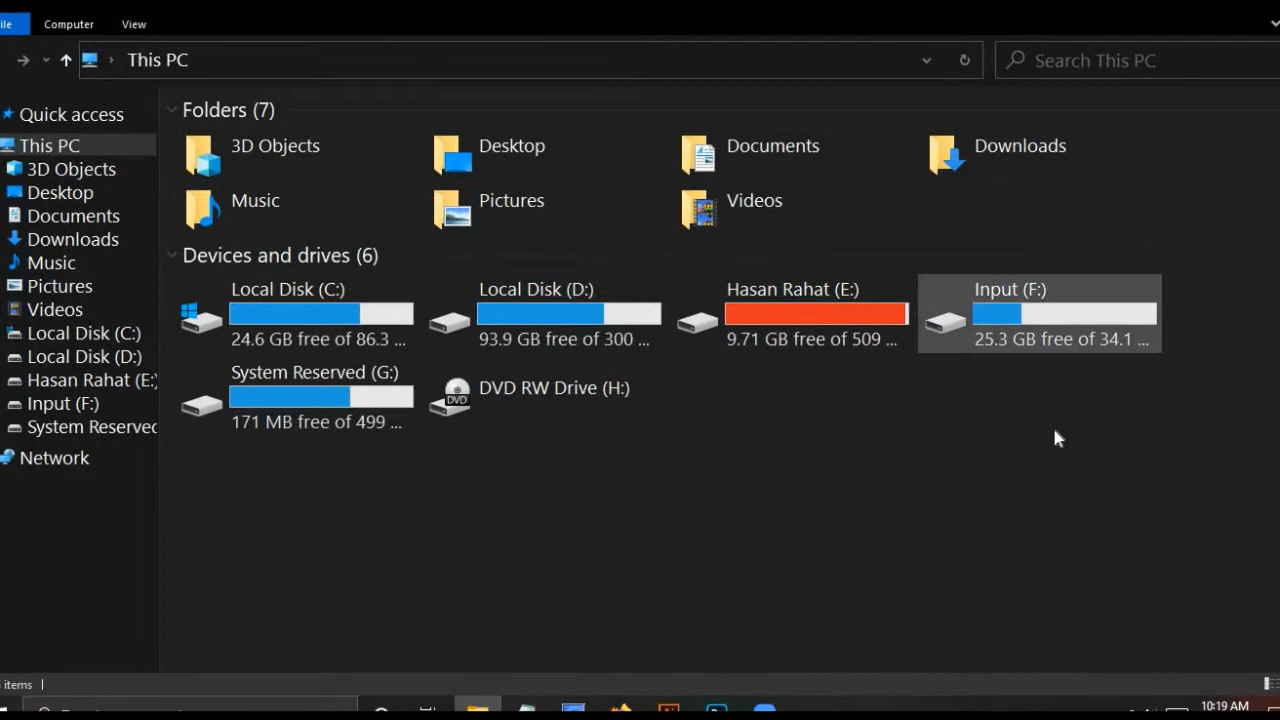 ile Computer View
This PC
Search This PC
Quick access
This PC
3D Objects
Desktop
Documents
Downloads
Music
Pictures
Videos
Local Disk (C:)
Local Disk (D:)
Hasan Rahat (E:)
Input (F:)
System Reserved
Network
Folders (7)
3D Objects
Desktop
Documents
Downloads
Music
Pictures
Videos
Devices and drives (6)
Local Disk (C:)
24.6 GB free of 86.3 ...
Local Disk (D:)
93.9 GB free of 300 ...
Hasan Rahat (E:)
9.71 GB free of 509 ...
Input (F:)
25.3 GB free of 34.1 ...
System Reserved (G:)
171 MB free of 499 ...
DVD
DVD RW Drive (H:)
items
10:19 AM